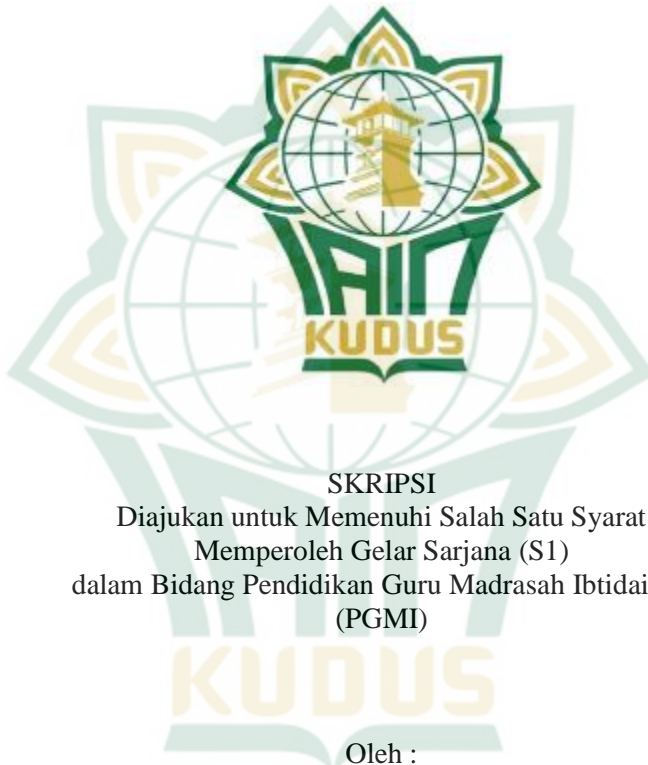 IAIN
KUDUS
SKRIPSI
Diajukan untuk Memenuhi Salah Satu Syarat
Memperoleh Gelar Sarjana (S1)
dalam Bidang Pendidikan Guru Madrasah Ibtidai
(PGMI)
KUDUS
Oleh :